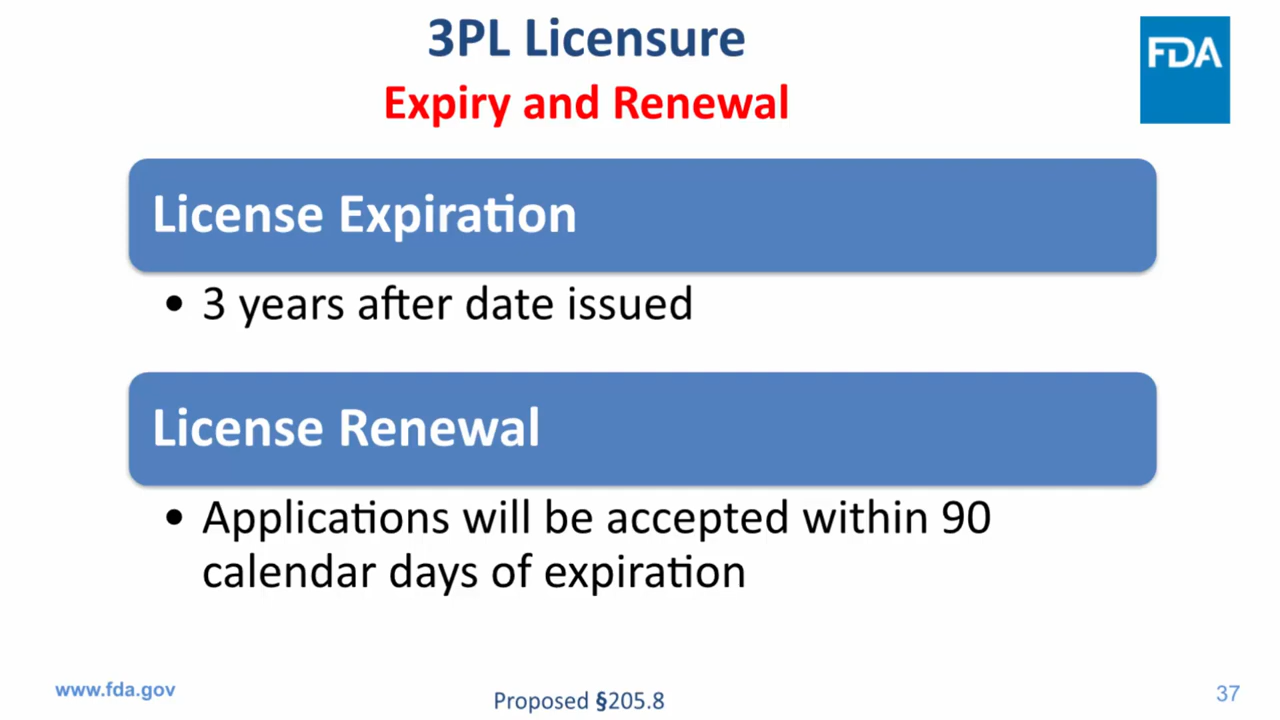 3PL Licensure
FDA
Expiry and Renewal
License Expiration
• 3 years after date issued
License Renewal
• Applications will be accepted within 90
calendar days of expiration
www.fda.gov
Proposed §205.8
37